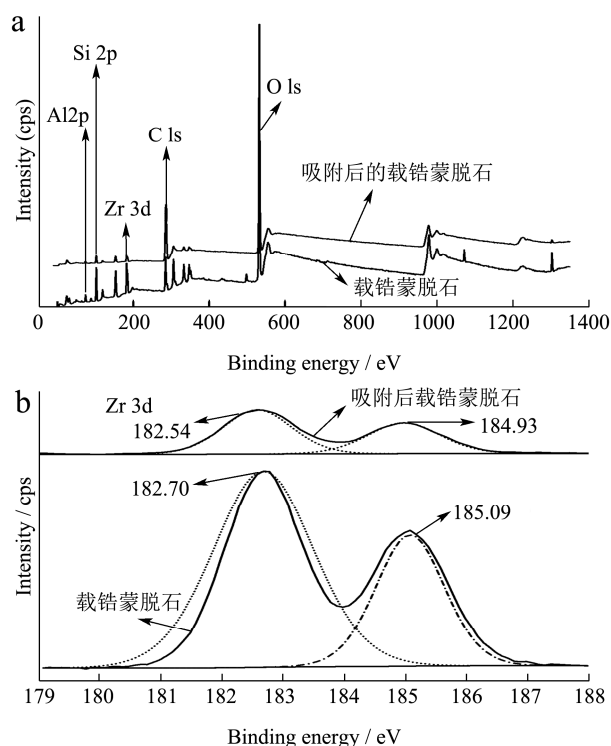 a
Si 2p
Al2p
Zr 3d
C ls
O ls
吸附后的载锆蒙脱石
载锆蒙脱石
Intensity (cps)
0 200 400 600 800 1000 1200 1400
Binding energy / eV
b
Zr 3d
182.54
吸附后载锆蒙脱石
184.93
182.70
185.09
载锆蒙脱石
Intensity / cps
179 180 181 182 183 184 185 186 187 188
Binding energy / eV